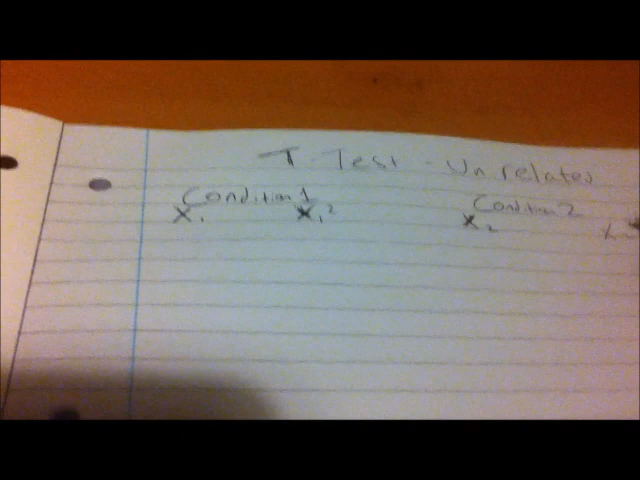 T-Test - Unrelated
Condition 1 Condition 2
X₁ X₁² X₂